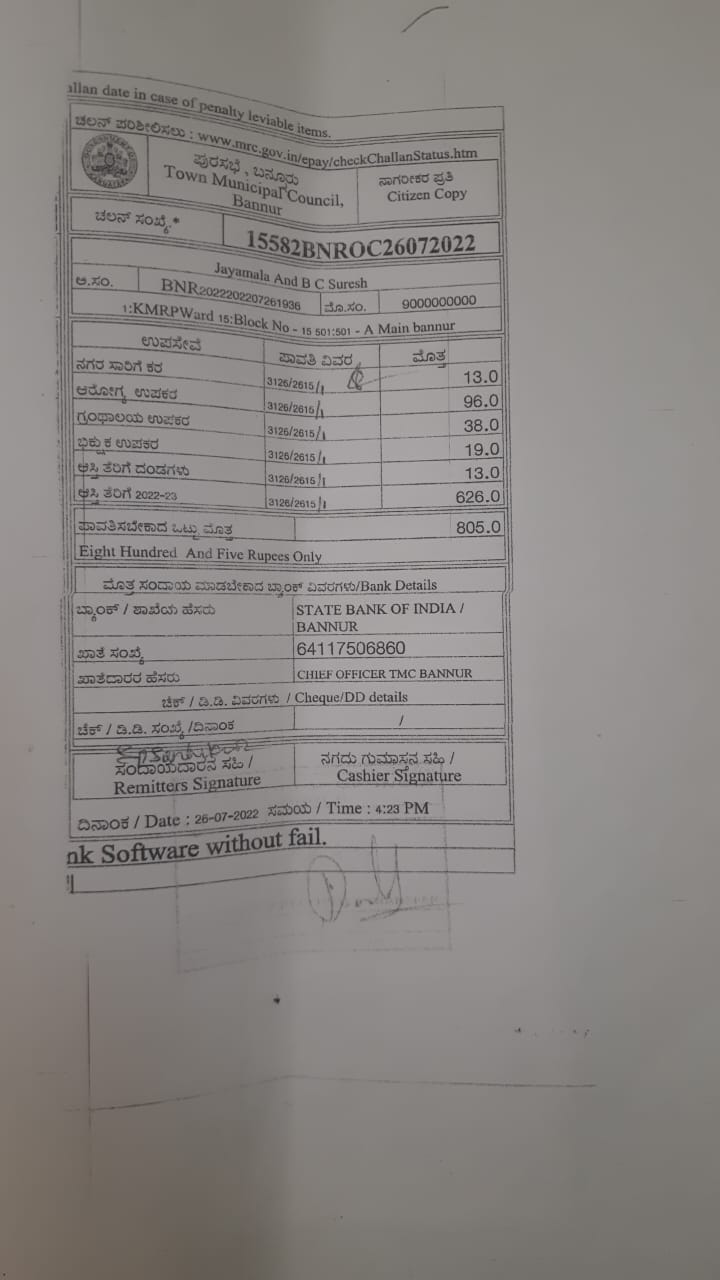 allan date in case of penalty leviable items.
ಚಲನ್ ಪರಿಶೀಲಿಸಲು : www.mrc.gov.in/epay/checkChallanStatus.htm
ಪುರಸಭೆ , ಬನ್ನೂರು
Town Municipal Council,
Bannur
ನಾಗರೀಕರ ಪ್ರತಿ
Citizen Copy
ಚಲನ್ ಸಂಖ್ಯೆ.*
15582BNROC26072022
Jayamala And B C Suresh
ಅ.ಸಂ. BNR2022202207261936 ಮೊ.ಸಂ. 9000000000
1:KMRPWard 15:Block No - 15 501:501 - A Main bannur
ಉಪಸೇವೆ ಪಾವತಿ ವಿವರ ಮೊತ್ತ
ನಗರ ಸಾರಿಗೆ ಕರ 3126/2615/1 13.0
ಆರೋಗ್ಯ ಉಪಕರ 3126/2615/1 96.0
ಗ್ರಂಥಾಲಯ ಉಪಕರ 3126/2615/1 38.0
ಭಿಕ್ಷುಕ ಉಪಕರ 3126/2615/1 19.0
ಆಸ್ತಿ ತೆರಿಗೆ ದಂಡಗಳು 3126/2615/1 13.0
ಆಸ್ತಿ ತೆರಿಗೆ 2022-23 3126/2615/1 626.0
ಪಾವತಿಸಬೇಕಾದ ಒಟ್ಟು ಮೊತ್ತ 805.0
Eight Hundred And Five Rupees Only
ಮೊತ್ತ ಸಂದಾಯ ಮಾಡಬೇಕಾದ ಬ್ಯಾಂಕ್ ವಿವರಗಳು/Bank Details
ಬ್ಯಾಂಕ್ / ಶಾಖೆಯ ಹೆಸರು STATE BANK OF INDIA /
BANNUR
ಖಾತೆ ಸಂಖ್ಯೆ 64117506860
ಖಾತೆದಾರರ ಹೆಸರು CHIEF OFFICER TMC BANNUR
ಚೆಕ್ / ಡಿ.ಡಿ. ವಿವರಗಳು / Cheque/DD details
ಚೆಕ್ / ಡಿ.ಡಿ. ಸಂಖ್ಯೆ /ದಿನಾಂಕ /
ಸಂದಾಯದಾರನ ಸಹಿ /
Remitters Signature
ನಗದು ಗುಮಾಸ್ತನ ಸಹಿ /
Cashier Signature
ದಿನಾಂಕ / Date : 26-07-2022 ಸಮಯ / Time : 4:23 PM
nk Software without fail.